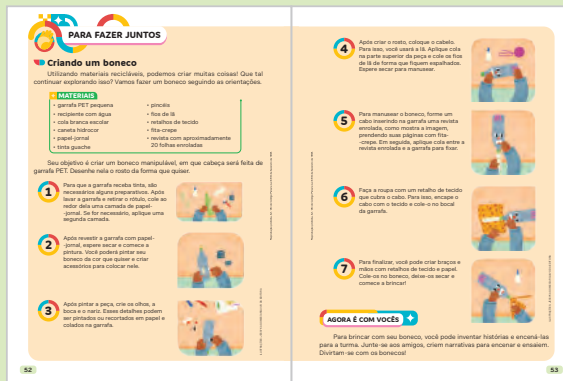 PARA FAZER JUNTOS
Criando um boneco
Utilizando materiais recicláveis, podemos criar muitas coisas! Que tal
continuar explorando isso? Vamos fazer um boneco seguindo as orientações.
MATERIAIS
• garrafa PET pequena
• recipiente com água
• cola branca escolar
• caneta hidrocor
• papel-jornal
• tinta guache
• pincéis
• fios de lã
• retalhos de tecido
• fita-crepe
• revista com aproximadamente
20 folhas enroladas
Seu objetivo é criar um boneco manipulável, em que cabeça será feita de
garrafa PET. Desenhe nela o rosto da forma que quiser.
1
Para que a garrafa receba tinta, são
necessários alguns preparativos. Após
lavar a garrafa e retirar o rótulo, cole ao
redor dela uma camada de papel-
-jornal. Se for necessário, aplique uma
segunda camada.
2
Após revestir a garrafa com papel-
-jornal, espere secar e comece a
pintura. Você poderá pintar seu
boneco da cor que quiser e criar
acessórios para colocar nele.
3
Após pintar a peça, crie os olhos, a
boca e o nariz. Esses detalhes podem
ser pintados ou recortados em papel e
colados na garrafa.
52
4
Após criar o rosto, coloque o cabelo.
Para isso, você usará a lã. Aplique cola
na parte superior da peça e cole os fios
de lã de forma que fiquem espalhados.
Espere secar para manusear.
5
Para manusear o boneco, forme um
cabo inserindo na garrafa uma revista
enrolada, como mostra a imagem,
prendendo suas páginas com fita-
-crepe. Em seguida, aplique cola entre a
revista enrolada e a garrafa para fixar.
6
Faça a roupa com um retalho de tecido
que cubra o cabo. Para isso, encape o
cabo com o tecido e cole-o no bocal
da garrafa.
7
Para finalizar, você pode criar braços e
mãos com retalhos de tecido e papel.
Cole-os no boneco, deixe-os secar e
comece a brincar!
AGORA É COM VOCÊS
Para brincar com seu boneco, você pode inventar histórias e encená-las
para a turma. Junte-se aos amigos, criem narrativas para encenar e ensaiem.
Divirtam-se com os bonecos!
53